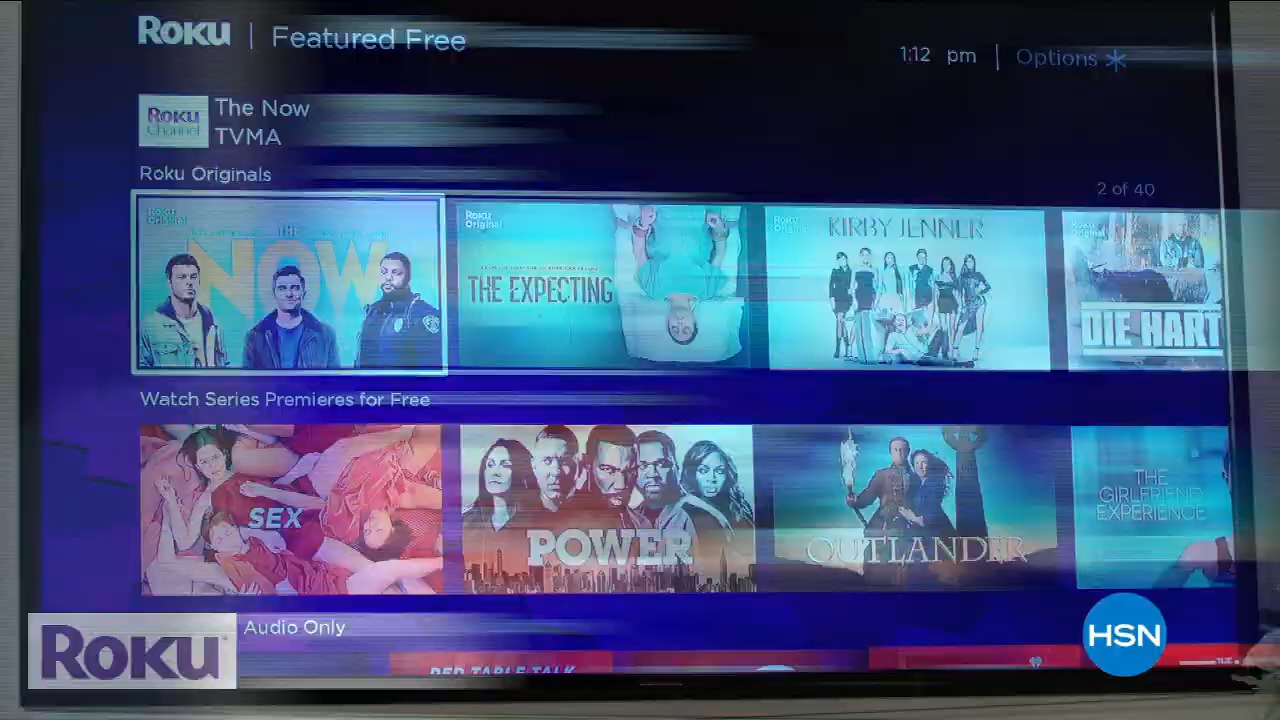 Roku | Featured Free
1:12 pm | Options *
Roku
Channel
The Now
TVMA
Roku Originals
2 of 40
Roku
Original
THE
NOW
Roku
Original
THE EXPECTING
Roku
Original
KIRBY JENNER
Roku
Original
DIE HART
Watch Series Premieres for Free
SEX
POWER
OUTLANDER
THE
GIRLFRIEND
EXPERIENCE
Roku
Audio Only
HSN
RED TABLE TALK